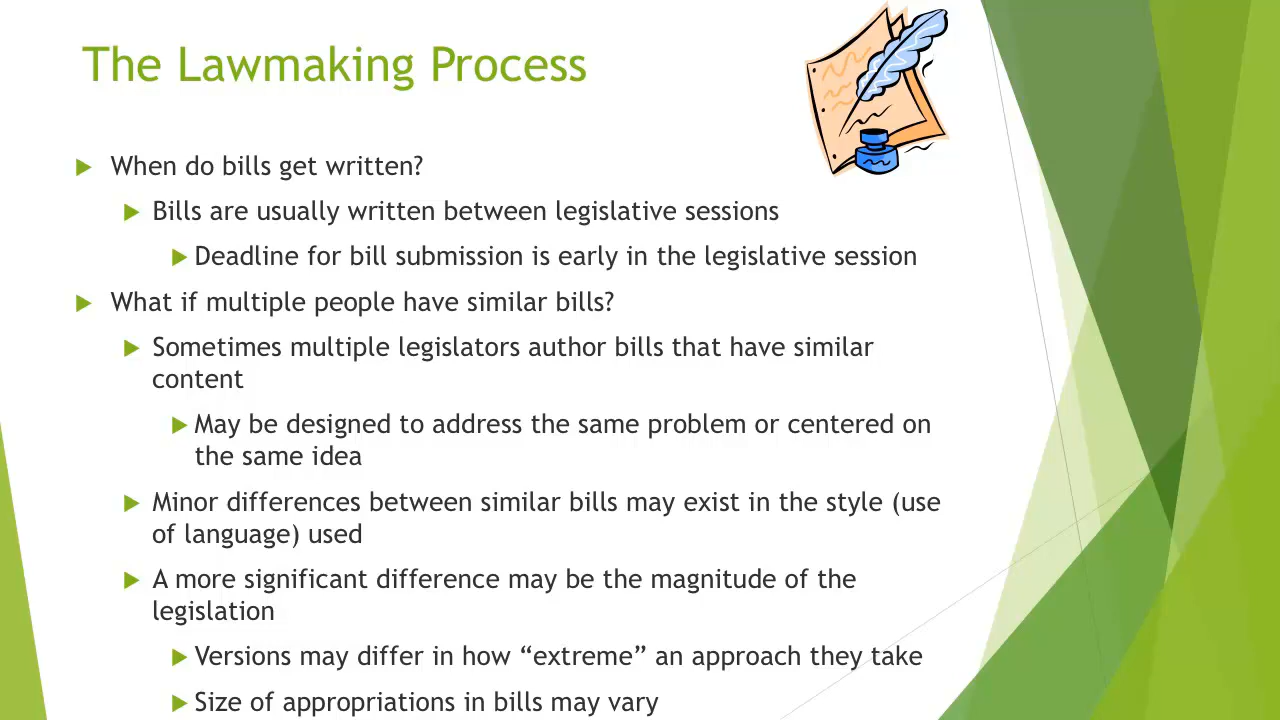 The Lawmaking Process
When do bills get written?
Bills are usually written between legislative sessions
Deadline for bill submission is early in the legislative session
What if multiple people have similar bills?
Sometimes multiple legislators author bills that have similar
content
May be designed to address the same problem or centered on
the same idea
Minor differences between similar bills may exist in the style (use
of language) used
A more significant difference may be the magnitude of the
legislation
Versions may differ in how “extreme” an approach they take
Size of appropriations in bills may vary